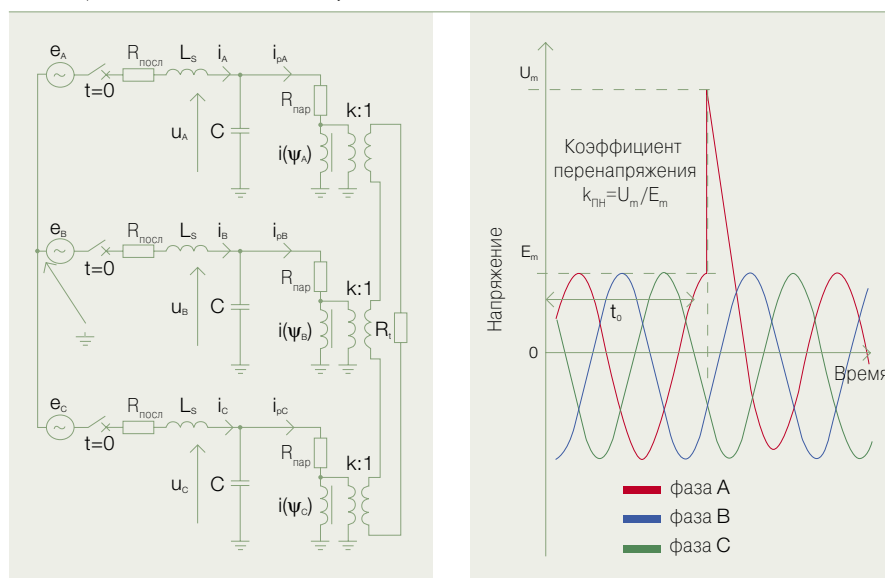 e_A R_посл L_S i_A i_pA
t=0 R_пар k:1
u_A C i(ψ_A)
e_B R_посл L_S i_B i_pB
t=0 R_пар k:1
u_B C i(ψ_B) R_t
e_C R_посл L_S i_C i_pC
t=0 R_пар k:1
u_C C i(ψ_C)
U_m
Коэффициент
перенапряжения
k_ПН=U_m/E_m
E_m
Напряжение
t_0
0
Время
фаза A
фаза B
фаза C